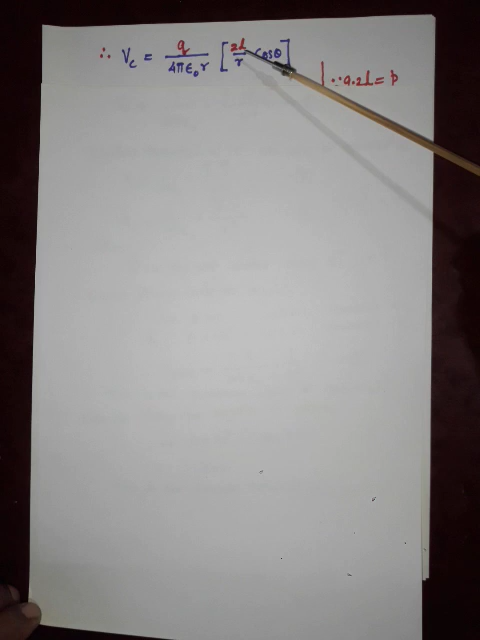 ∴ V_c = q / 4πε₀r [ 2l / r cosθ ] | ∵ q.2l = p